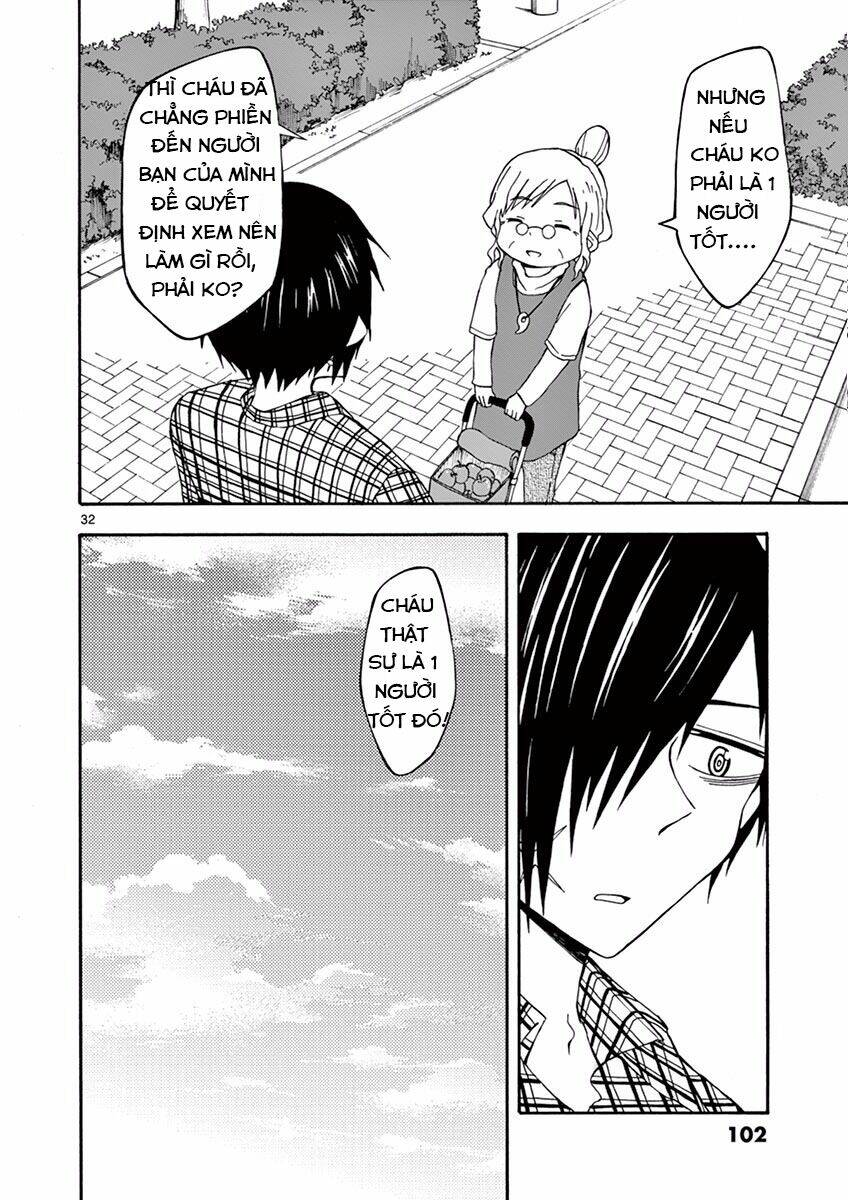 NHƯNG
NẾU
CHÁU KO
PHẢI LÀ 1
NGƯỜI
TỐT....
THÌ CHÁU ĐÃ
CHẲNG PHIỀN
ĐẾN NGƯỜI
BẠN CỦA MÌNH
ĐỂ QUYẾT
ĐỊNH XEM NÊN
LÀM GÌ RỒI,
PHẢI KO?
32
CHÁU
THẬT
SỰ LÀ 1
NGƯỜI
TỐT ĐÓ!
102